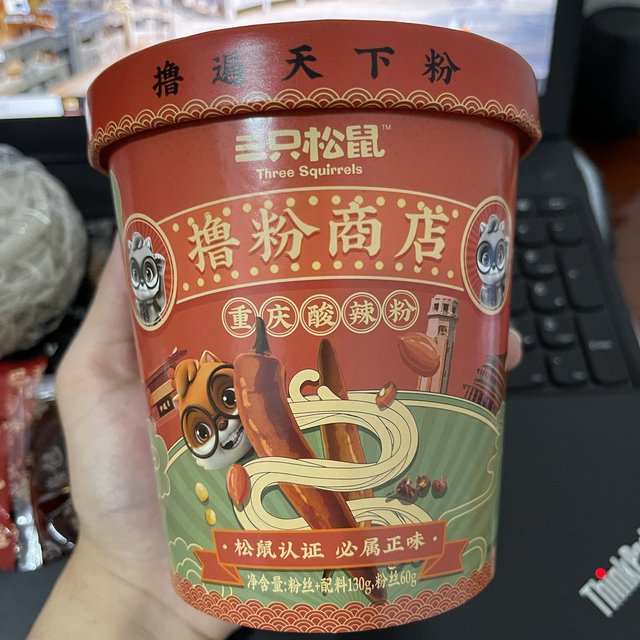 撸遍天下粉
三只松鼠™
Three Squirrels
撸粉商店
重庆酸辣粉
·松鼠认证 必属正味·
净含量:粉丝+配料130g,粉丝60g